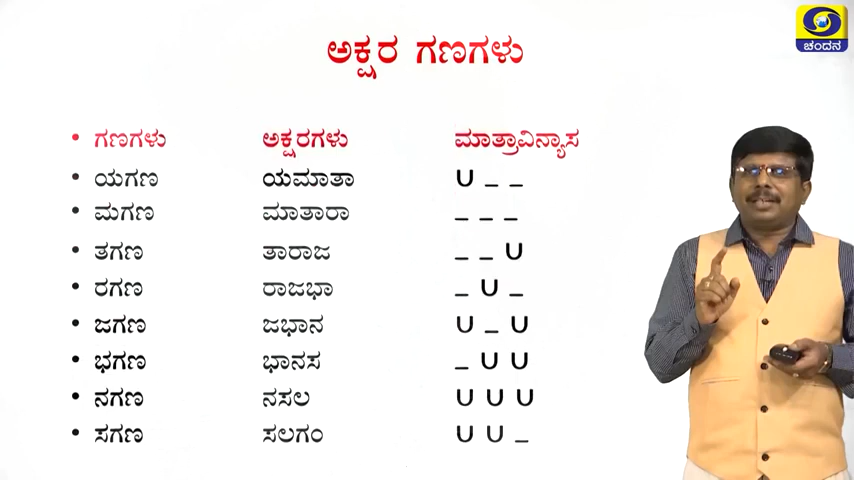 ಅಕ್ಷರ ಗಣಗಳು
ಚಂದನ
• ಗಣಗಳು ಅಕ್ಷರಗಳು ಮಾತ್ರಾವಿನ್ಯಾಸ
• ಯಗಣ ಯಮಾತಾ U _ _
• ಮಗಣ ಮಾತಾರಾ _ _ _
• ತಗಣ ತಾರಾಜ _ _ U
• ರಗಣ ರಾಜಭಾ _ U _
• ಜಗಣ ಜಭಾನ U _ U
• ಭಗಣ ಭಾನಸ _ U U
• ನಗಣ ನಸಲ U U U
• ಸಗಣ ಸಲಗಂ U U _